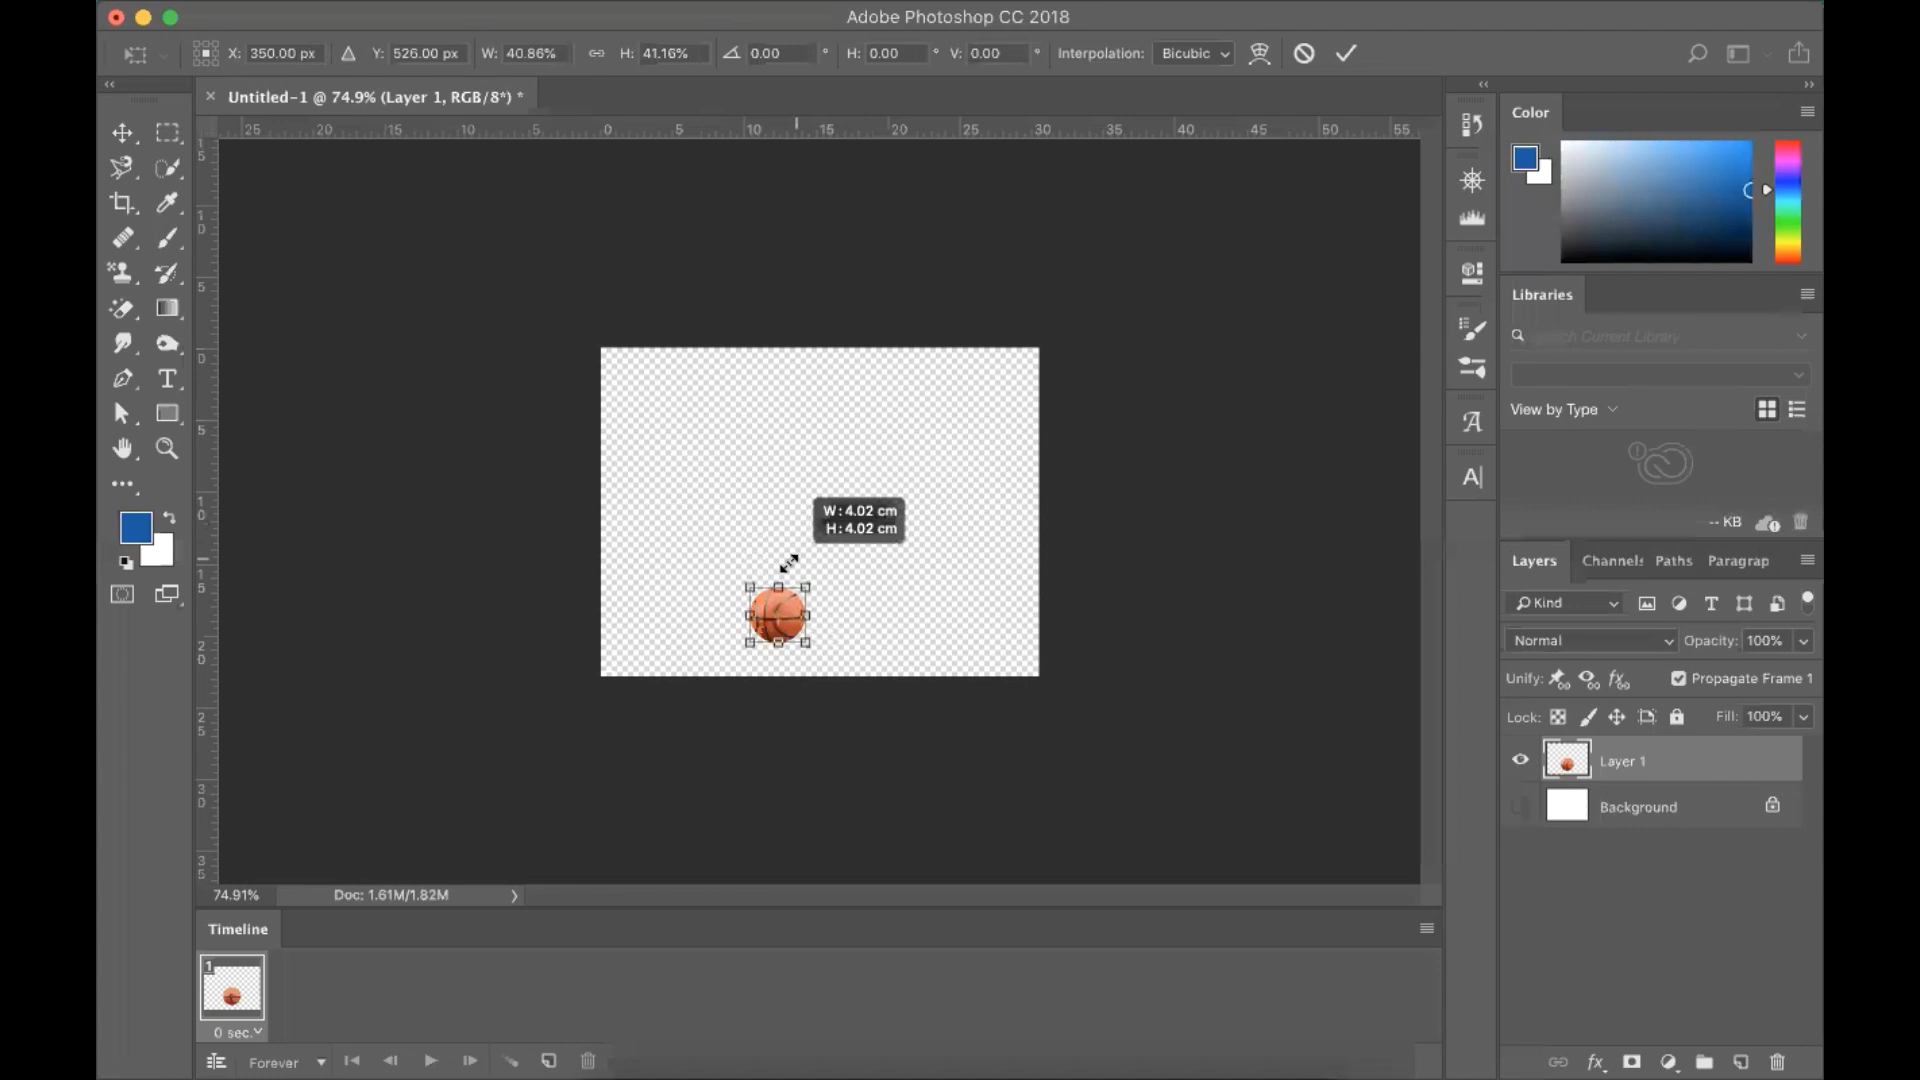 Adobe Photoshop CC 2018
X: 350.00 px Y: 526.00 px W: 40.86% H: 41.16% 0.00 ° H: 0.00 ° V: 0.00 ° Interpolation: Bicubic
Untitled-1 @ 74.9% (Layer 1, RGB/8*) *
25 20 15 10 5 0 5 10 15 20 25 30 35 40 45 50 55
Color
Libraries
Search Current Library
View by Type
W: 4.02 cm
H: 4.02 cm
-- KB
Layers Channels Paths Paragrap
Kind
Normal Opacity: 100%
Unify: Propagate Frame 1
Lock: Fill: 100%
Layer 1
Background
74.91% Doc: 1.61M/1.82M
Timeline
1
0 sec.
Forever